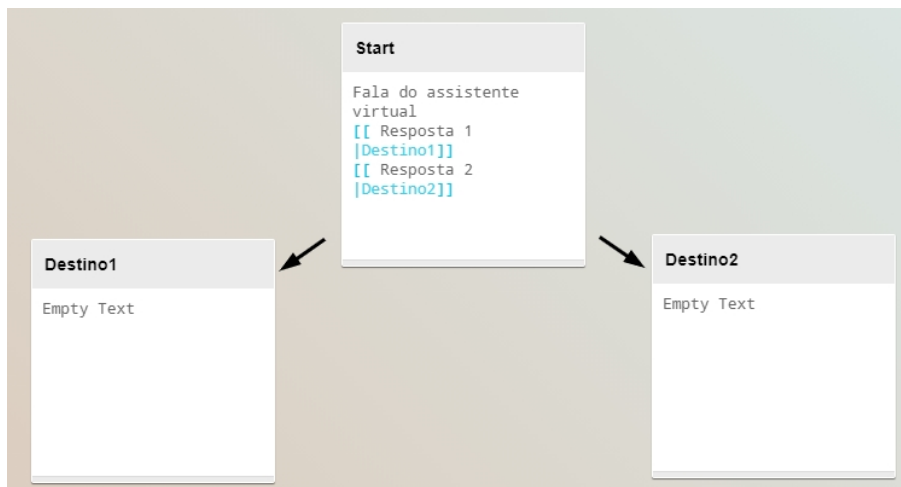 Start
Fala do assistente
virtual
[[ Resposta 1
|Destino1]]
[[ Resposta 2
|Destino2]]
Destino1
Empty Text
Destino2
Empty Text